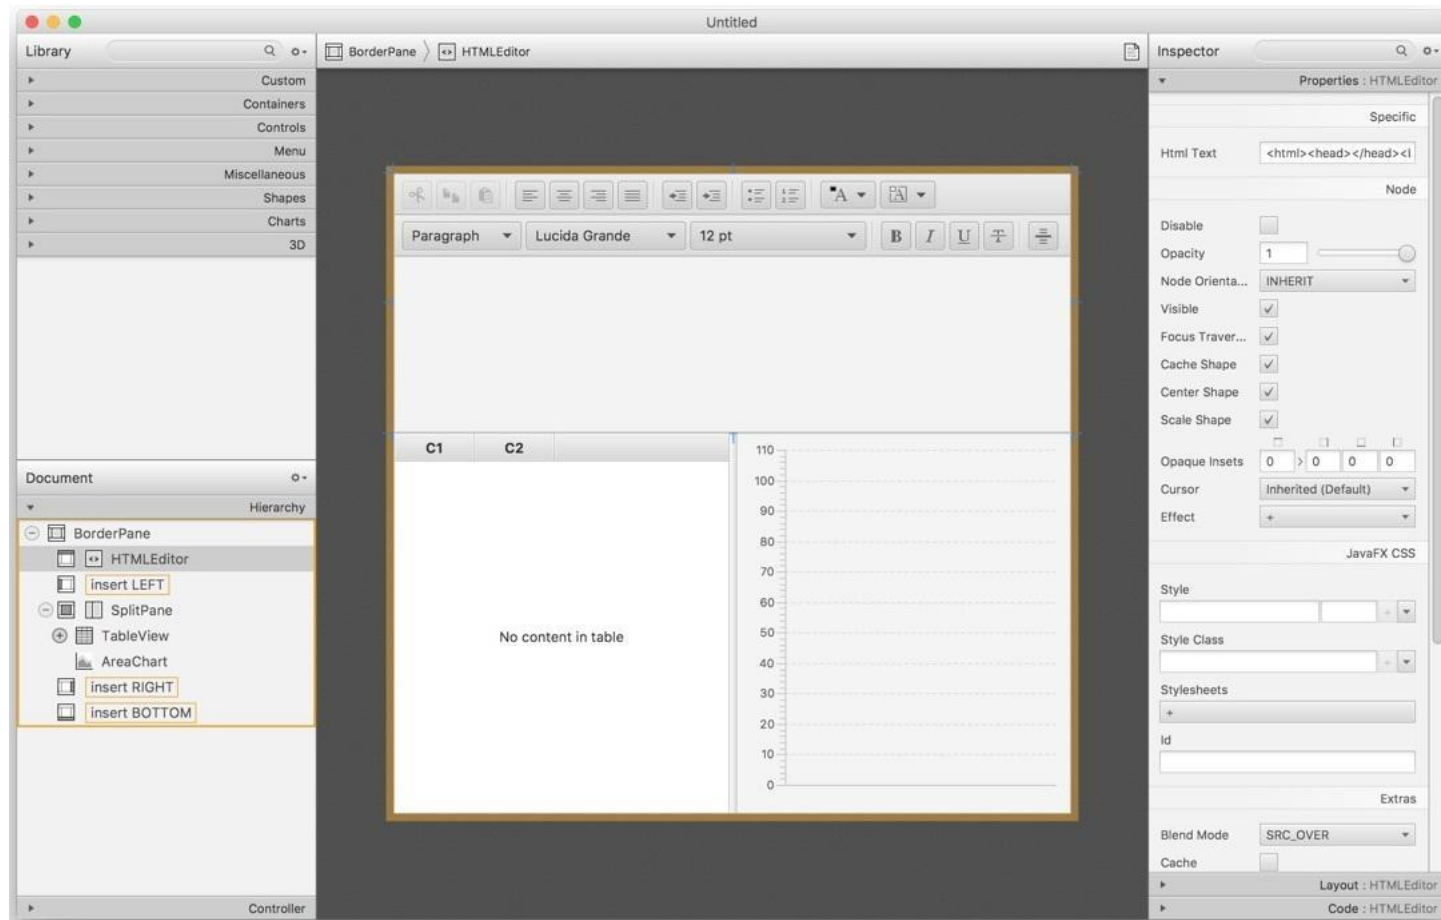 Untitled
Library
Custom
Containers
Controls
Menu
Miscellaneous
Shapes
Charts
3D
Document
Hierarchy
BorderPane
HTMLEditor
insert LEFT
SplitPane
TableView
AreaChart
insert RIGHT
insert BOTTOM
Controller
BorderPane HTMLEditor
A A
Paragraph Lucida Grande 12 pt B I U T
C1 C2
No content in table
110
100
90
80
70
60
50
40
30
20
10
0
Inspector
Properties : HTMLEditor
Specific
Html Text <html><head></head><
Node
Disable
Opacity 1
Node Orienta... INHERIT
Visible
Focus Traver...
Cache Shape
Center Shape
Scale Shape
Opaque Insets 0 > 0 0 0
Cursor Inherited (Default)
Effect +
JavaFX CSS
Style
+
Style Class
+
Stylesheets
+
Id
Extras
Blend Mode SRC_OVER
Cache
Layout : HTMLEditor
Code : HTMLEditor